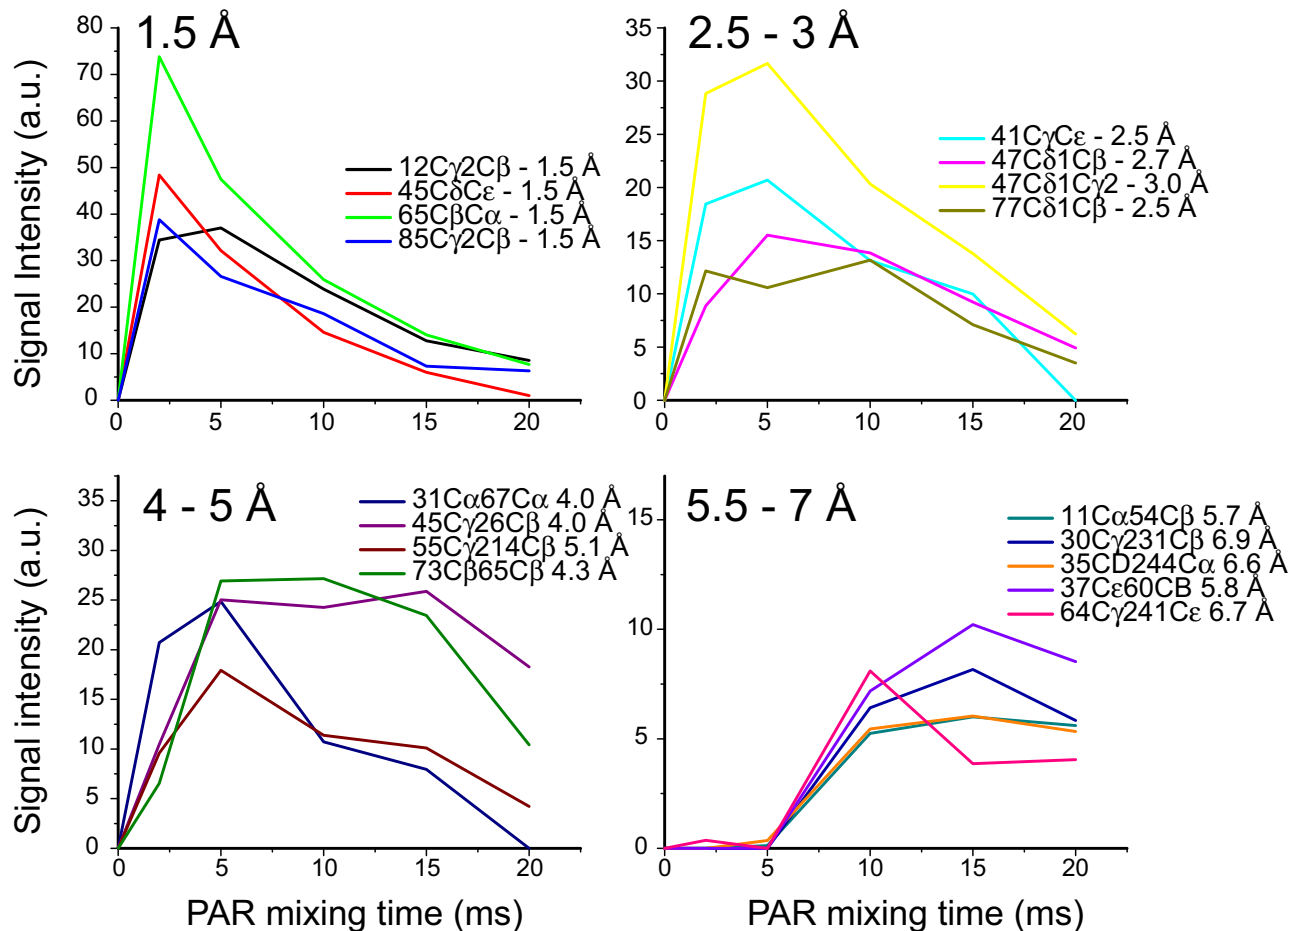 1.5 Å
Signal Intensity (a.u.)
80
70
60
50
40
30
20
10
0
0 5 10 15 20
12Cγ2Cβ - 1.5 Å
45CδCε - 1.5 Å
65CβCα - 1.5 Å
85Cγ2Cβ - 1.5 Å
2.5 - 3 Å
35
30
25
20
15
10
5
0
0 5 10 15 20
41CγCε - 2.5 Å
47Cδ1Cβ - 2.7 Å
47Cδ1Cγ2 - 3.0 Å
77Cδ1Cβ - 2.5 Å
4 - 5 Å
Signal intensity (a.u.)
35
30
25
20
15
10
5
0
0 5 10 15 20
PAR mixing time (ms)
31Cα67Cα 4.0 Å
45Cγ26Cβ 4.0 Å
55Cγ214Cβ 5.1 Å
73Cβ65Cβ 4.3 Å
5.5 - 7 Å
15
10
5
0
0 5 10 15 20
PAR mixing time (ms)
11Cα54Cβ 5.7 Å
30Cγ231Cβ 6.9 Å
35CD244Cα 6.6 Å
37Cε60CB 5.8 Å
64Cγ241Cε 6.7 Å